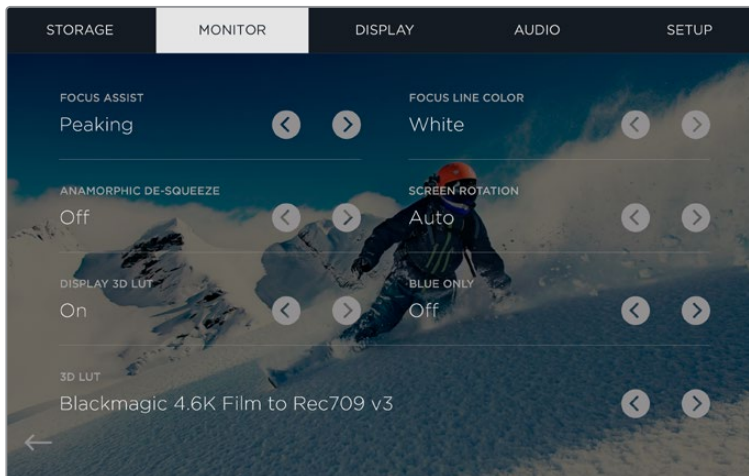 STORAGE MONITOR DISPLAY AUDIO SETUP
FOCUS ASSIST
Peaking
FOCUS LINE COLOR
White
ANAMORPHIC DE-SQUEEZE
Off
SCREEN ROTATION
Auto
DISPLAY 3D LUT
On
BLUE ONLY
Off
3D LUT
Blackmagic 4.6K Film to Rec709 v3